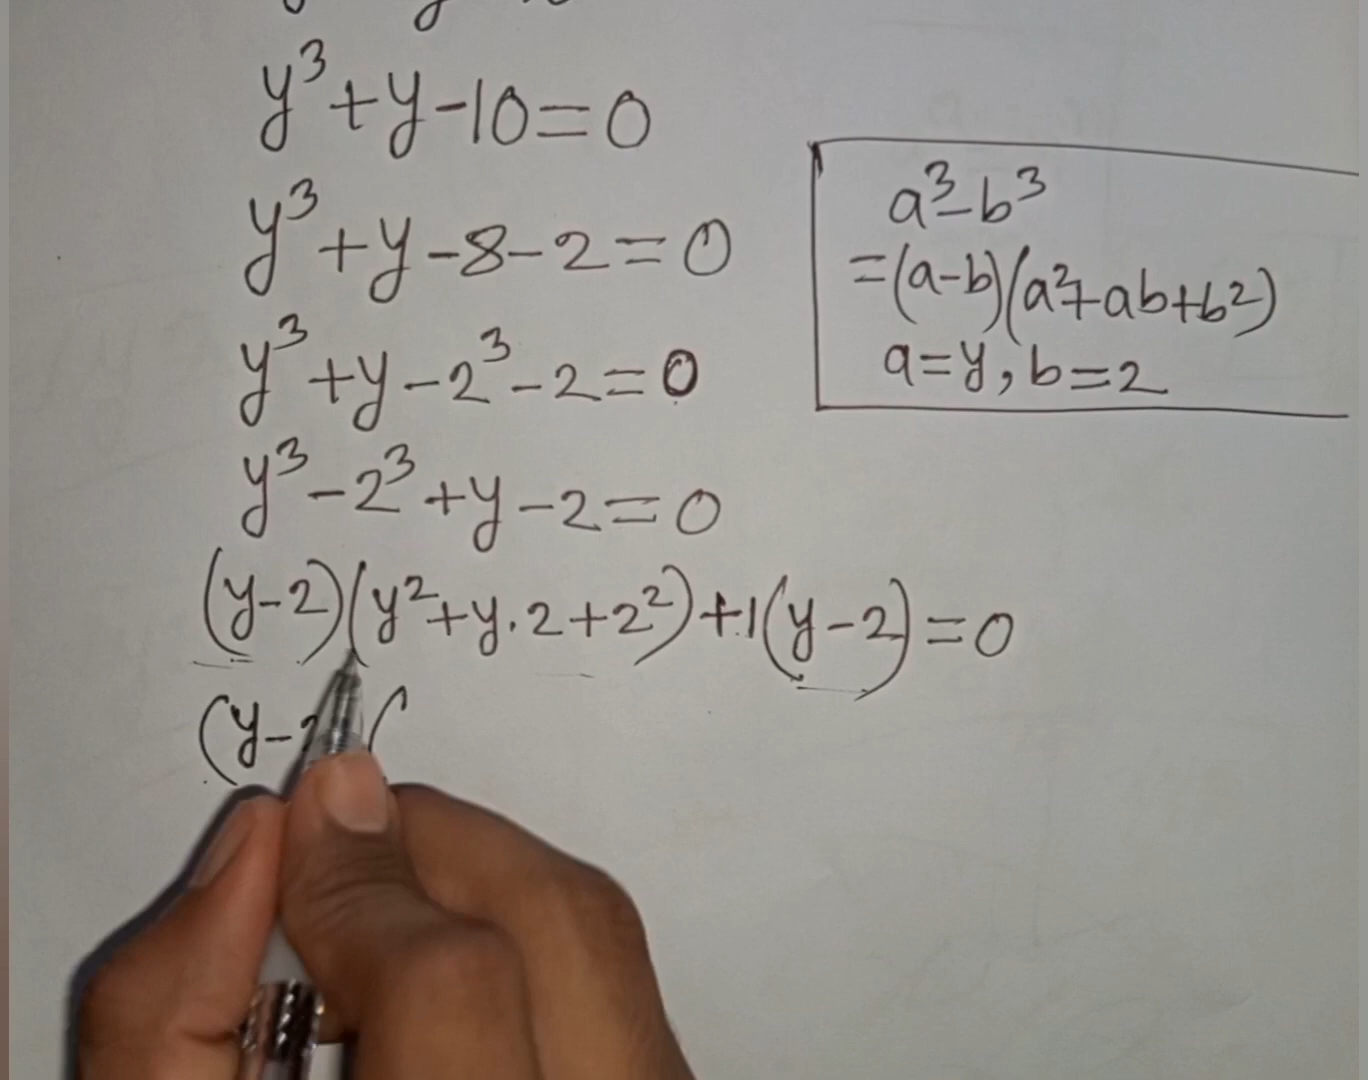 y³+y-10=0
y³+y-8-2=0
y³+y-2³-2=0
y³-2³+y-2=0
(y-2)(y²+y.2+2²)+1(y-2)=0
(y-2)(
a³-b³
=(a-b)(a²+ab+b²)
a=y,b=2